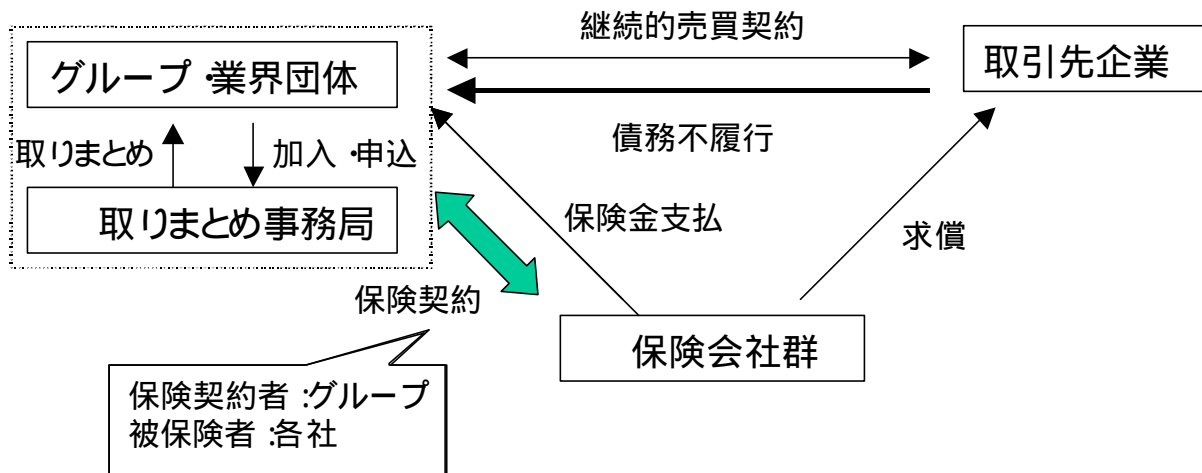 継続的売買契約
グループ・業界団体
取引先企業
取りまとめ
加入・申込
債務不履行
取りまとめ事務局
保険金支払
求償
保険契約
保険会社群
保険契約者:グループ
被保険者:各社